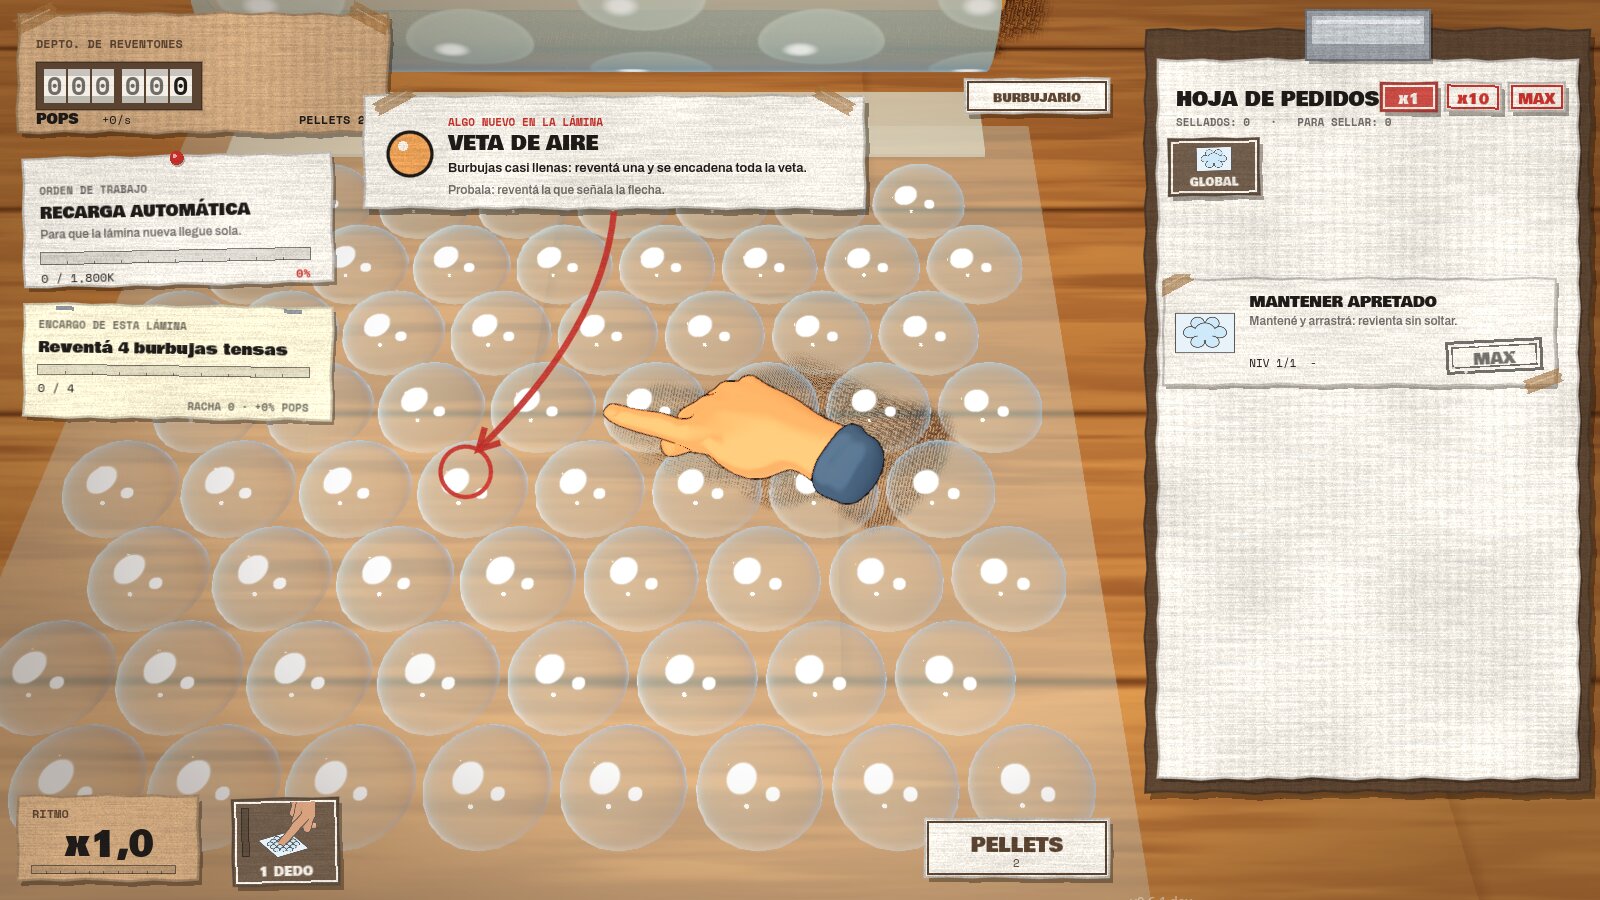 DEPTO. DE REVENTONES
000 000
POPS +0/s PELLETS 2
ORDEN DE TRABAJO
RECARGA AUTOMÁTICA
Para que la lámina nueva llegue sola.
0 / 1.800K 0%
ENCARGO DE ESTA LÁMINA
Reventá 4 burbujas tensas
0 / 4
RACHA 0 · +0% POPS
ALGO NUEVO EN LA LÁMINA
VETA DE AIRE
Burbujas casi llenas: reventá una y se encadena toda la veta.
Probala: reventá la que señala la flecha.
BURBUJARIO
HOJA DE PEDIDOS x1 x10 MAX
SELLADOS: 0 · PARA SELLAR: 0
GLOBAL
MANTENER APRETADO
Mantené y arrastrá: revienta sin soltar.
NIV 1/1 -
MAX
RITMO
x1,0
1 DEDO
PELLETS
2